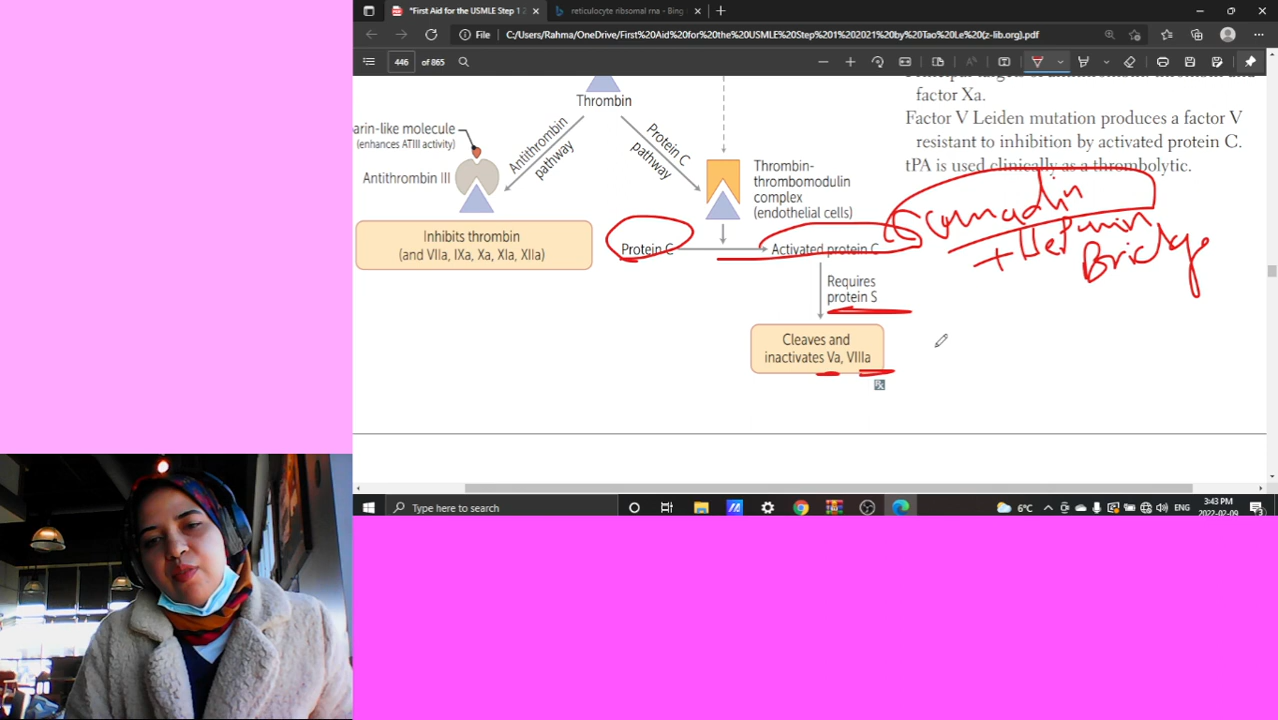 *First Aid for the USMLE Step 1 2
reticulocyte ribsomal rna - Bing
File
C:/Users/Rahma/OneDrive/First%20Aid%20for%20the%20USMLE%20Step%201%202021%20by%20Tao%20Le%20(z-lib.org).pdf
446 of 865
factor Xa.
Factor V Leiden mutation produces a factor V
resistant to inhibition by activated protein C.
tPA is used clinically as a thrombolytic.
Thrombin
arin-like molecule
(enhances ATIII activity)
Antithrombin
pathway
Protein C
pathway
Antithrombin III
Thrombin-
thrombomodulin
complex
(endothelial cells)
Coumadin
+ Heparin
Bridge
Inhibits thrombin
(and VIIa, IXa, Xa, XIa, XIIa)
Protein C
Activated protein C
Requires
protein S
Cleaves and
inactivates Va, VIIIa
Rx
Type here to search
6°C
ENG
3:43 PM
2022-02-09